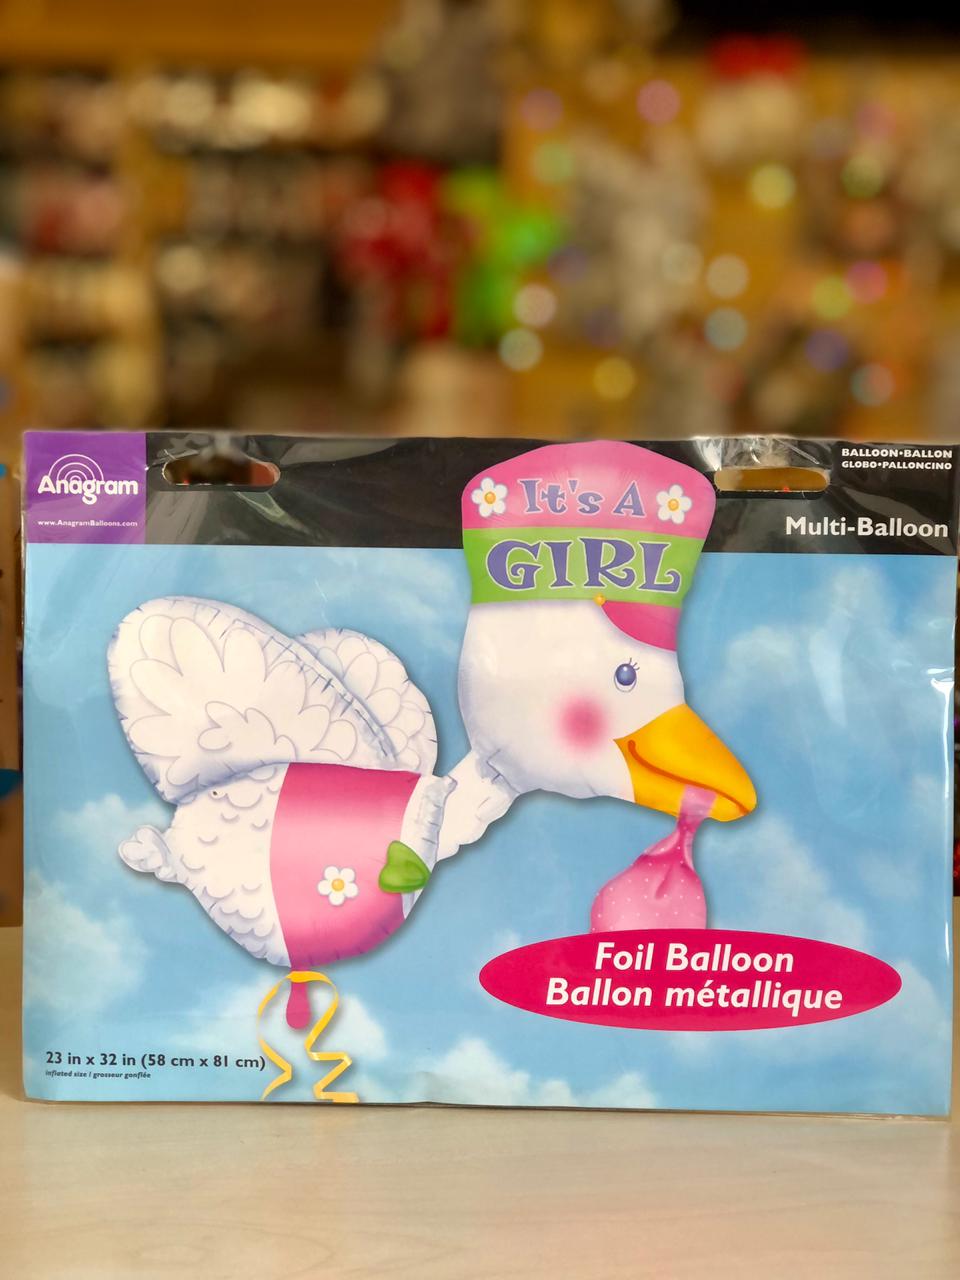 Anagram
www.AnagramBalloons.com
BALLOON•BALLON
GLOBO•PALLONCINO
Multi-Balloon
It's A
GIRL
Foil Balloon
Ballon métallique
23 in x 32 in (58 cm x 81 cm)
inflated size / grosseur gonflée